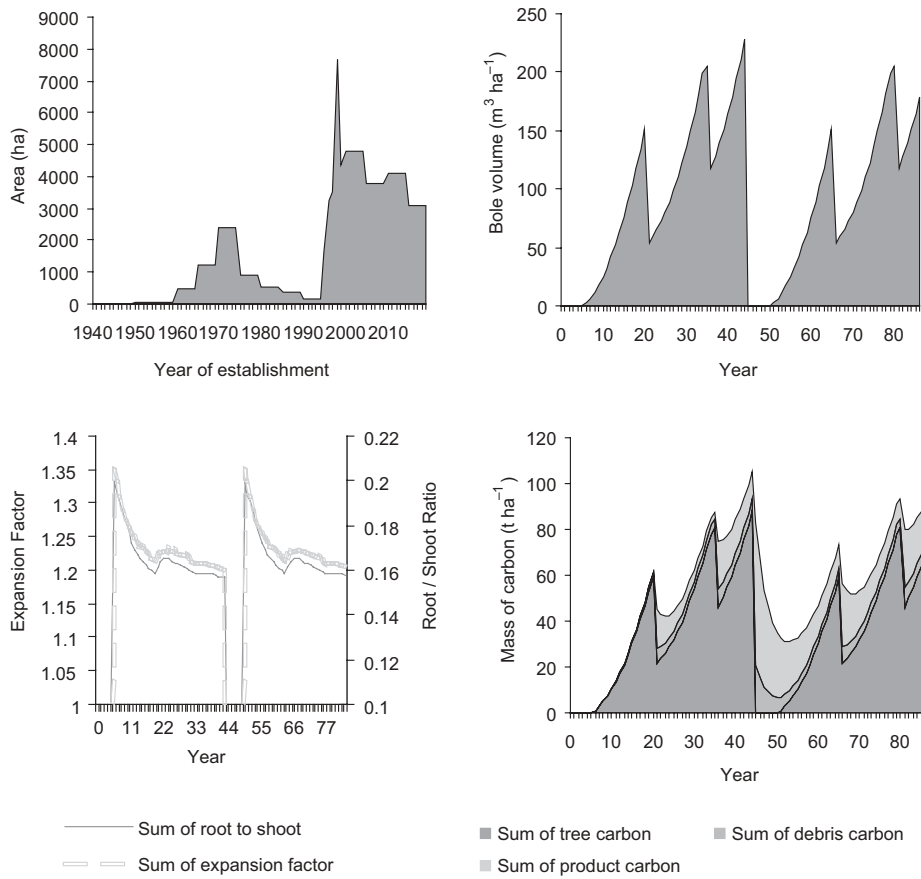 9000
8000
7000
6000
5000
4000
3000
2000
1000
0
Area (ha)
1940 1950 1960 1970 1980 1990 2000 2010
Year of establishment
250
200
150
100
50
0
Bole volume (m³ ha⁻¹)
0 10 20 30 40 50 60 70 80
Year
1.4
1.35
1.3
1.25
1.2
1.15
1.1
1.05
1
Expansion Factor
0.22
0.2
0.18
0.16
0.14
0.12
0.1
Root / Shoot Ratio
0 11 22 33 44 55 66 77
Year
120
100
80
60
40
20
0
Mass of carbon (t ha⁻¹)
0 10 20 30 40 50 60 70 80
Year
Sum of root to shoot
Sum of expansion factor
Sum of tree carbon
Sum of debris carbon
Sum of product carbon